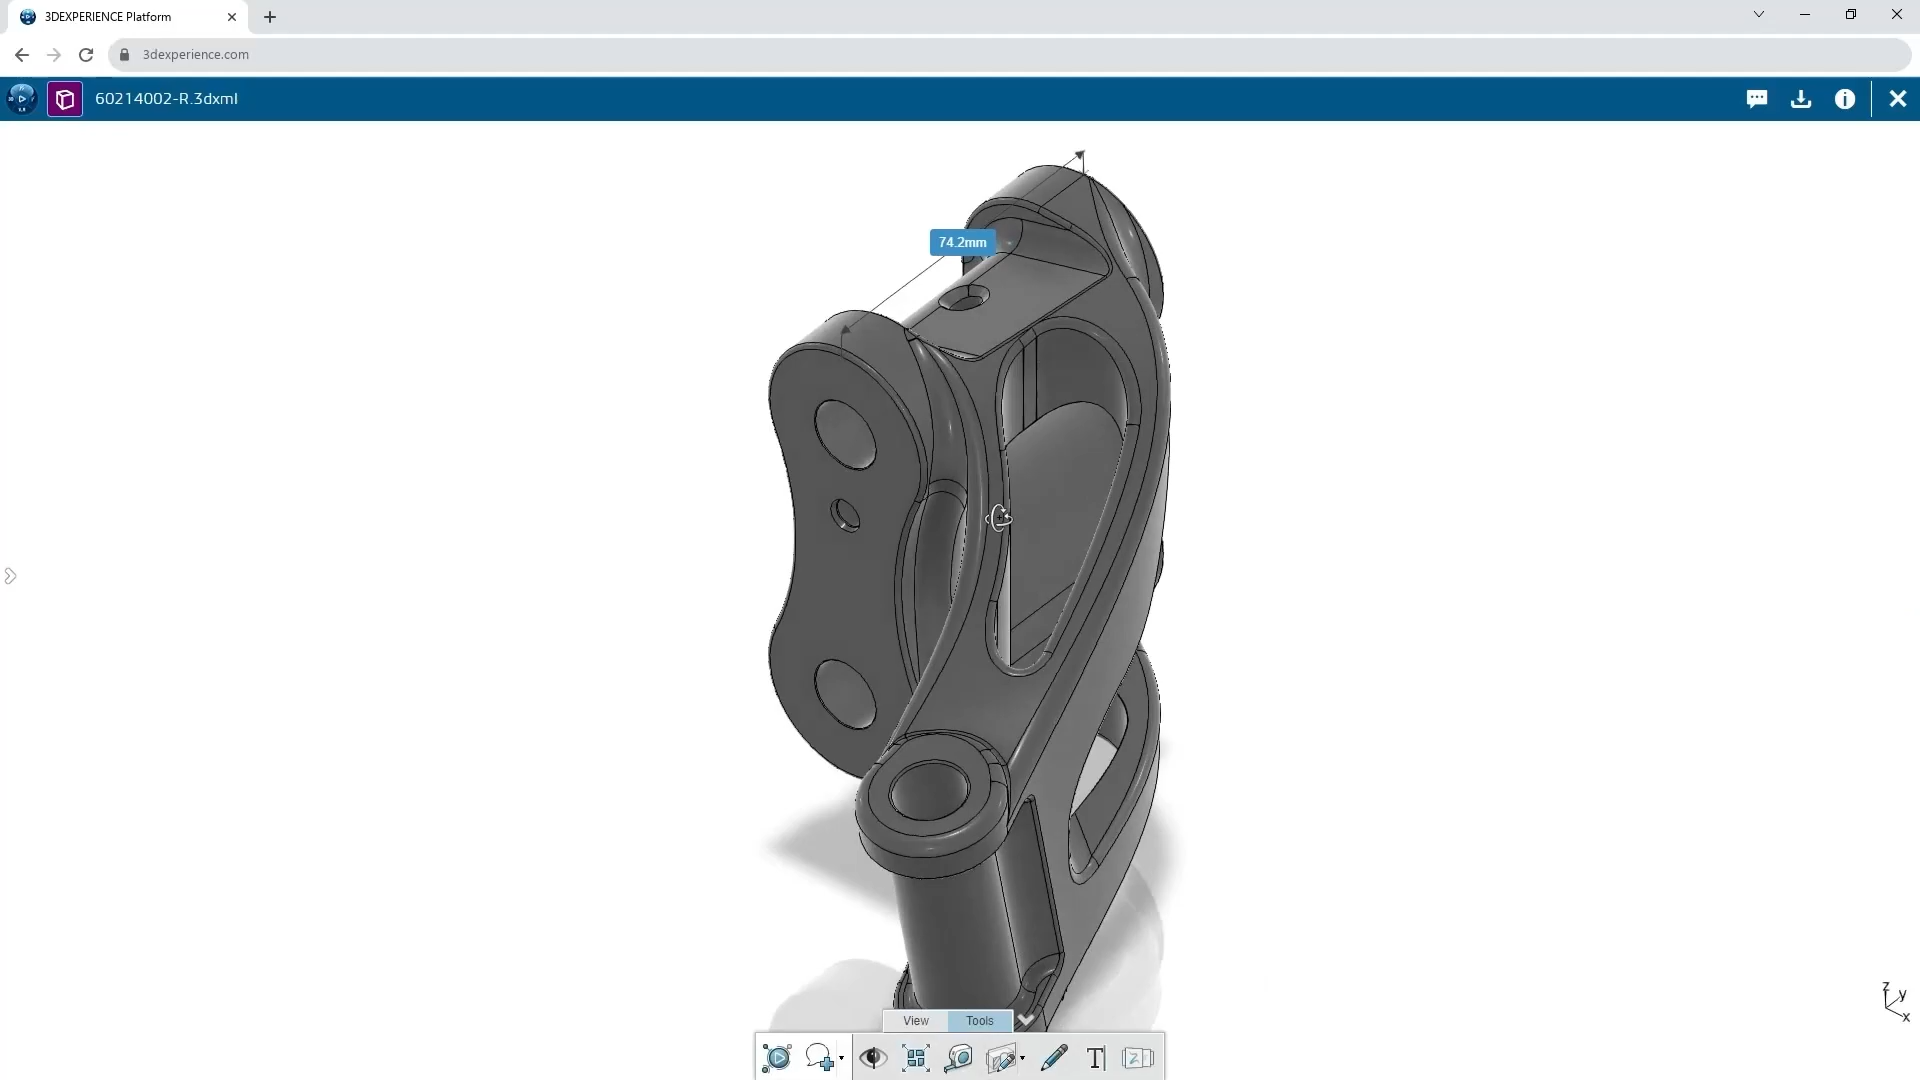 3DEXPERIENCE Platform
3dexperience.com
60214002-R.3dxml
74.2mm
z
y
x
View Tools
T